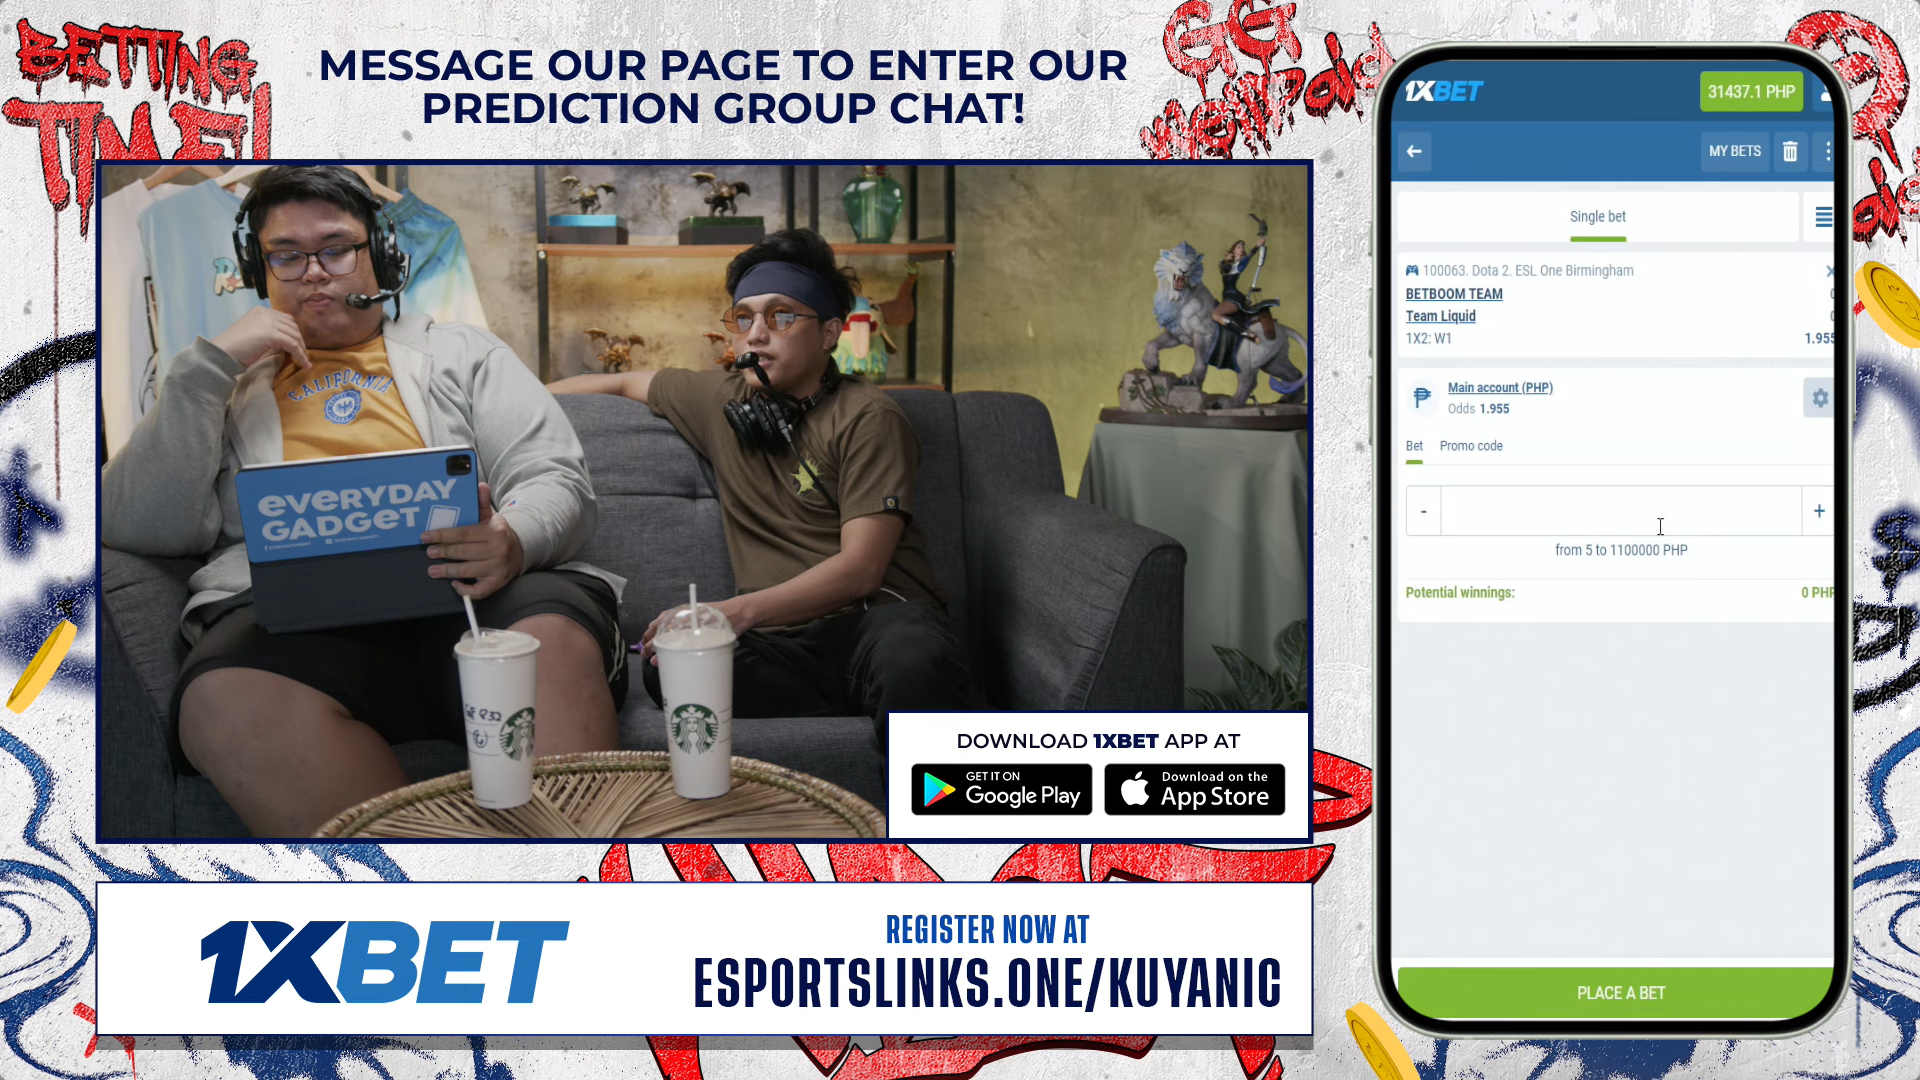 BETTING
TIME!
MESSAGE OUR PAGE TO ENTER OUR
PREDICTION GROUP CHAT!
GG
CALIFORNIA
EVERYDAY
GADGET
DOWNLOAD 1XBET APP AT
GET IT ON
Google Play
Download on the
App Store
1XBET
REGISTER NOW AT
ESPORTSLINKS.ONE/KUYANIC
1XBET
31437.1 PHP
MY BETS
Single bet
100063. Dota 2. ESL One Birmingham
BETBOOM TEAM
Team Liquid
1X2: W1
1.955
Main account (PHP)
Odds 1.955
Bet Promo code
- +
from 5 to 1100000 PHP
Potential winnings:
0 PHP
PLACE A BET